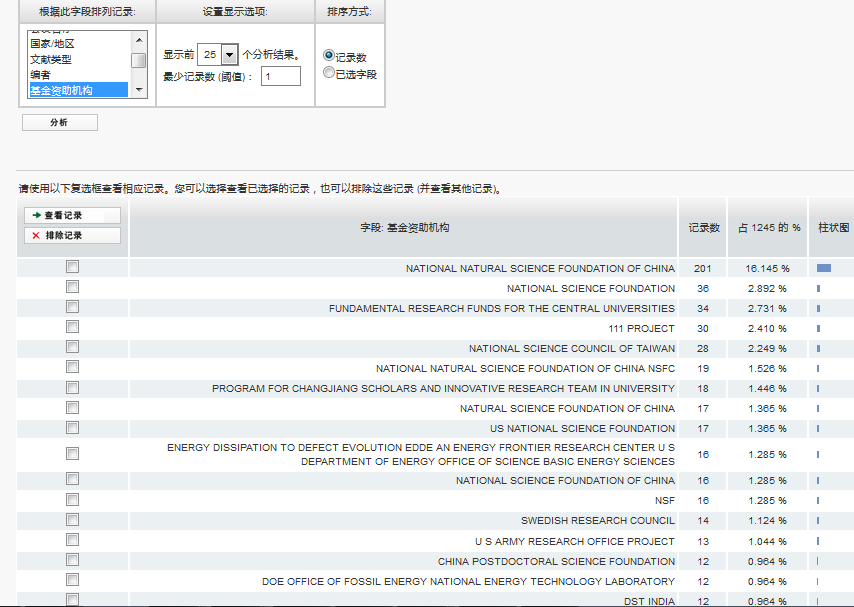 根据此字段排列记录:
设置显示选项:
排序方式:
国家/地区
文献类型
编者
基金资助机构
显示前 25 个分析结果。
最少记录数 (阈值)： 1
记录数
已选字段
分析
请使用以下复选框查看相应记录。您可以选择查看已选择的记录，也可以排除这些记录 (并查看其他记录)。
查看记录
排除记录
字段: 基金资助机构
记录数
占 1245 的 %
柱状图
NATIONAL NATURAL SCIENCE FOUNDATION OF CHINA 201 16.145 %
NATIONAL SCIENCE FOUNDATION 36 2.892 %
FUNDAMENTAL RESEARCH FUNDS FOR THE CENTRAL UNIVERSITIES 34 2.731 %
111 PROJECT 30 2.410 %
NATIONAL SCIENCE COUNCIL OF TAIWAN 28 2.249 %
NATIONAL NATURAL SCIENCE FOUNDATION OF CHINA NSFC 19 1.526 %
PROGRAM FOR CHANGJIANG SCHOLARS AND INNOVATIVE RESEARCH TEAM IN UNIVERSITY 18 1.446 %
NATURAL SCIENCE FOUNDATION OF CHINA 17 1.365 %
US NATIONAL SCIENCE FOUNDATION 17 1.365 %
ENERGY DISSIPATION TO DEFECT EVOLUTION EDDE AN ENERGY FRONTIER RESEARCH CENTER U S
DEPARTMENT OF ENERGY OFFICE OF SCIENCE BASIC ENERGY SCIENCES 16 1.285 %
NATIONAL SCIENCE FOUNDATION OF CHINA 16 1.285 %
NSF 16 1.285 %
SWEDISH RESEARCH COUNCIL 14 1.124 %
U S ARMY RESEARCH OFFICE PROJECT 13 1.044 %
CHINA POSTDOCTORAL SCIENCE FOUNDATION 12 0.964 %
DOE OFFICE OF FOSSIL ENERGY NATIONAL ENERGY TECHNOLOGY LABORATORY 12 0.964 %
DST INDIA 12 0.964 %